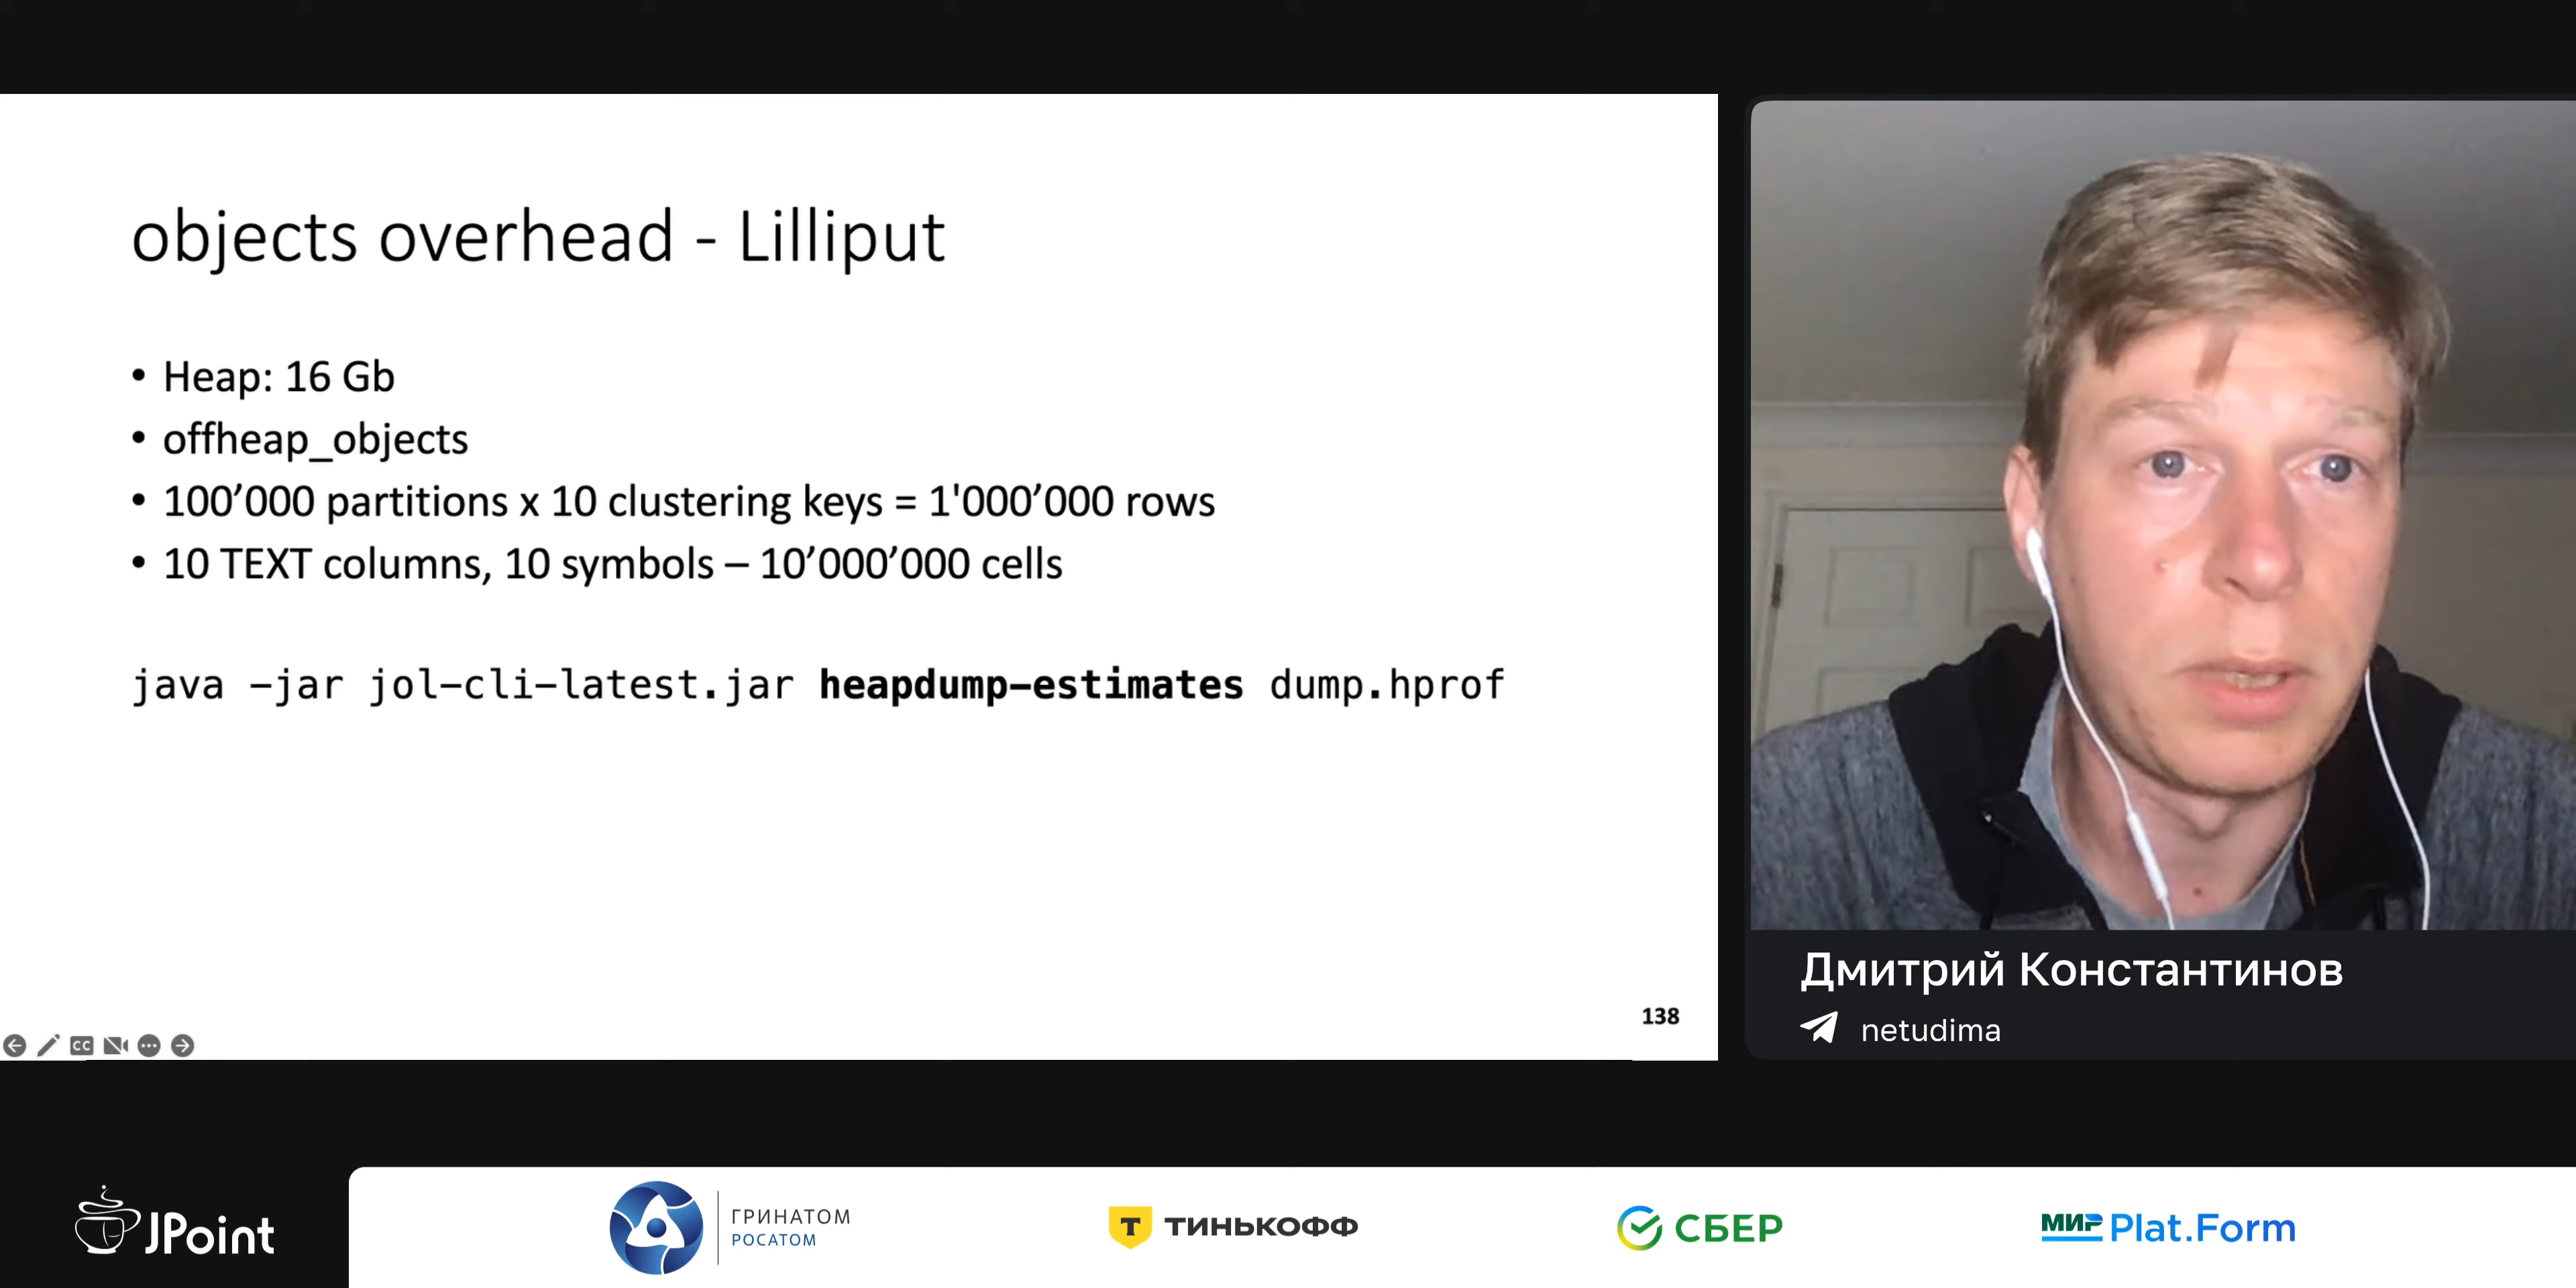 objects overhead - Lilliput
• Heap: 16 Gb
• offheap_objects
• 100’000 partitions x 10 clustering keys = 1'000’000 rows
• 10 TEXT columns, 10 symbols – 10’000’000 cells
java –jar jol–cli–latest.jar heapdump–estimates dump.hprof
138
CC
Дмитрий Константинов
netudima
JPoint
ГРИНАТОМ
РОСАТОМ
Т ТИНЬКОФФ
СБЕР
МИР Plat.Form